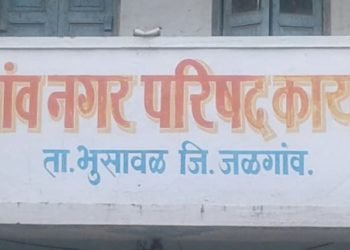 ांव नगर परिषद् काय
ता. भुसावळ जि. जळगांव.